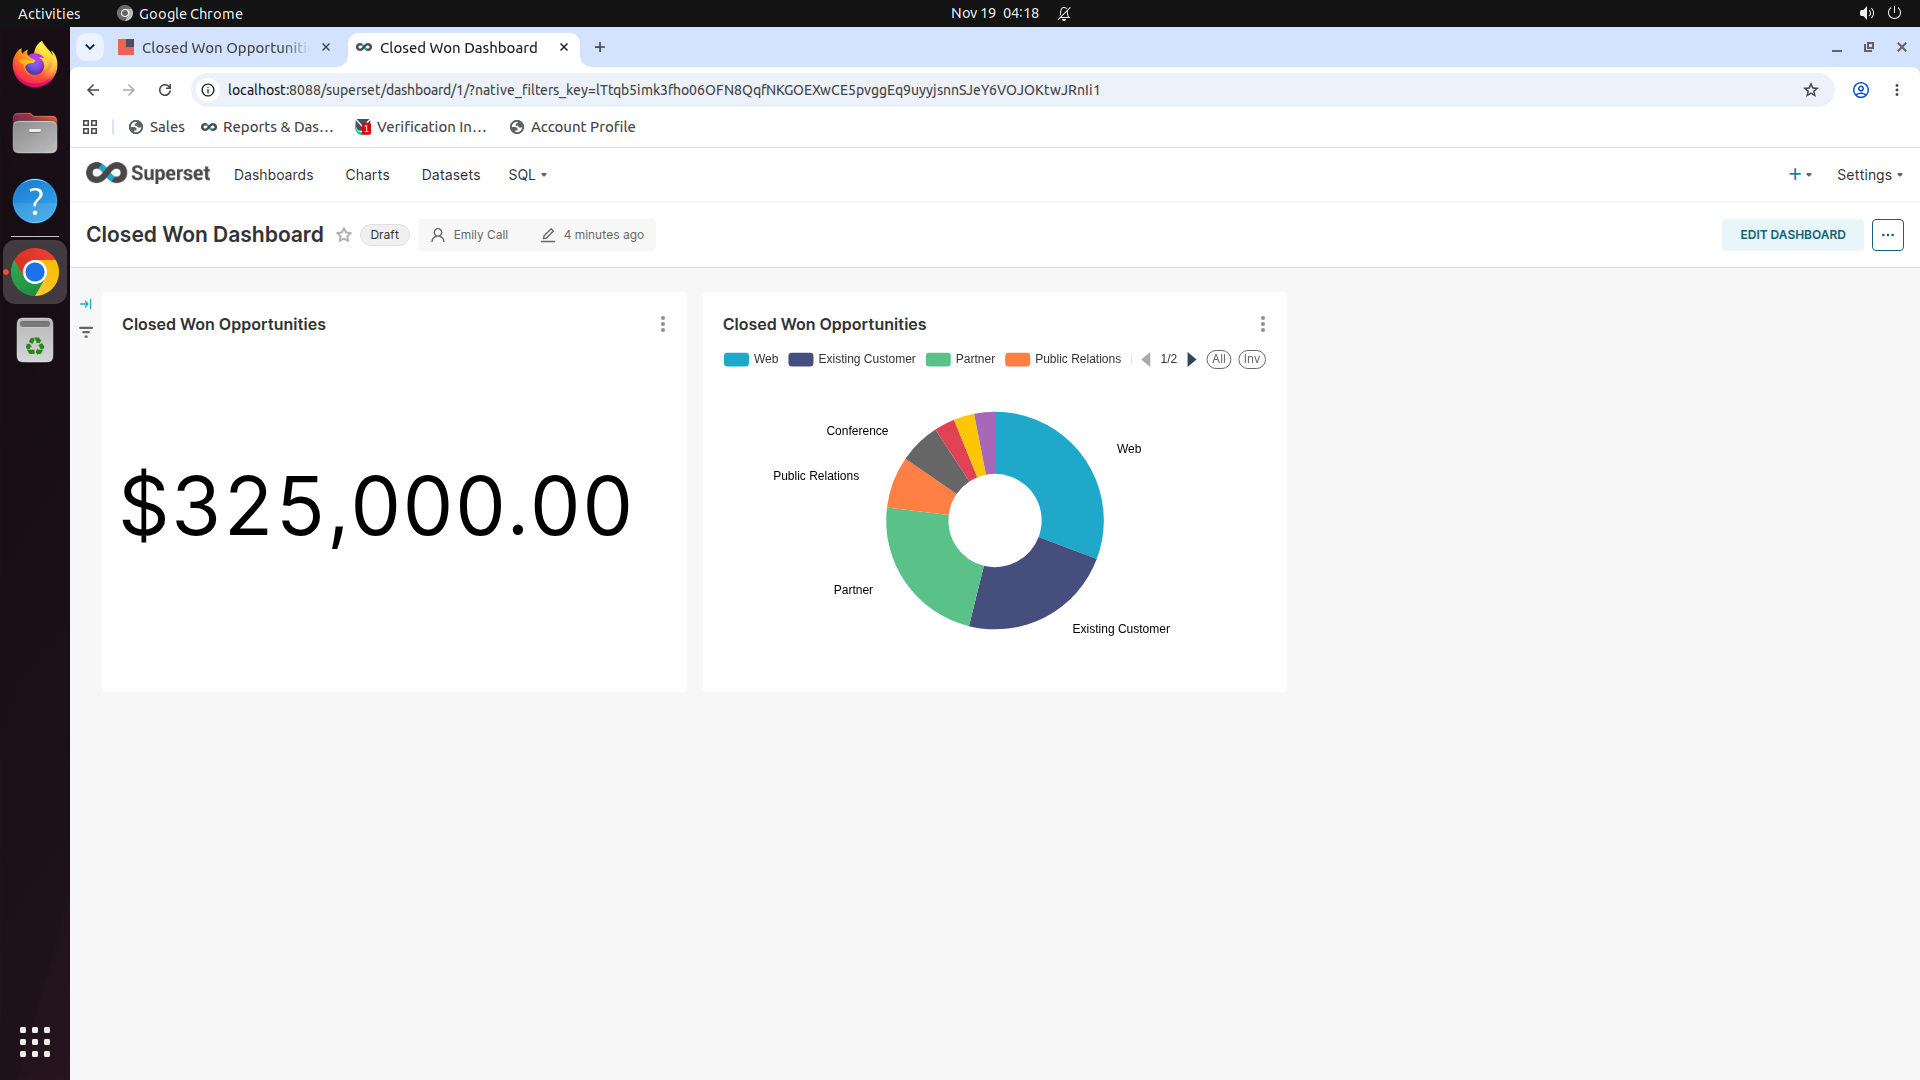 Activities
Google Chrome
Nov 19 04:18
Closed Won Opportuniti
Closed Won Dashboard
localhost:8088/superset/dashboard/1/?native_filters_key=lTtqb5imk3fho06OFN8QqfNKGOEXwCE5pvggEq9uyyjsnnSJeY6VOJOKtwJRnIi1
Sales
Reports & Das…
Verification In…
Account Profile
Superset
Dashboards
Charts
Datasets
SQL
Settings
Closed Won Dashboard
Draft
Emily Call
4 minutes ago
EDIT DASHBOARD
Closed Won Opportunities
$325,000.00
Closed Won Opportunities
Web
Existing Customer
Partner
Public Relations
1/2
All
Inv
Conference
Web
Public Relations
Partner
Existing Customer